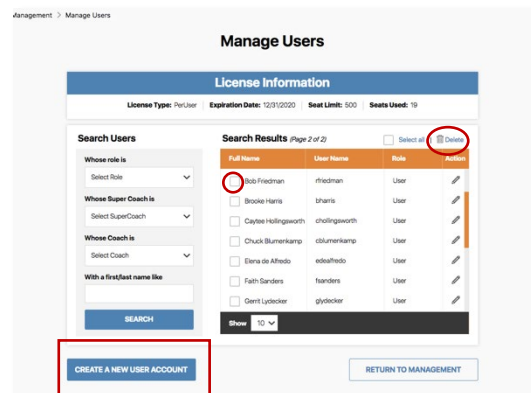 Management > Manage Users
Manage Users
License Information
License Type: PerUser Expiration Date: 12/31/2020 Seat Limit: 500 Seats Used: 19
Search Users
Whose role is
Select Role
Whose Super Coach is
Select SuperCoach
Whose Coach is
Select Coach
With a first/last name like
SEARCH
Search Results (Page 2 of 2) Select all Delete
Full Name User Name Role Action
Bob Friedman rfriedman User
Brooke Harris bharris User
Caytee Hollingsworth chollingsworth User
Chuck Blumenkamp cblumenkamp User
Elena de Alfredo edealfredo User
Faith Sanders fsanders User
Gerrit Lydecker glydecker User
Show 10
CREATE A NEW USER ACCOUNT
RETURN TO MANAGEMENT